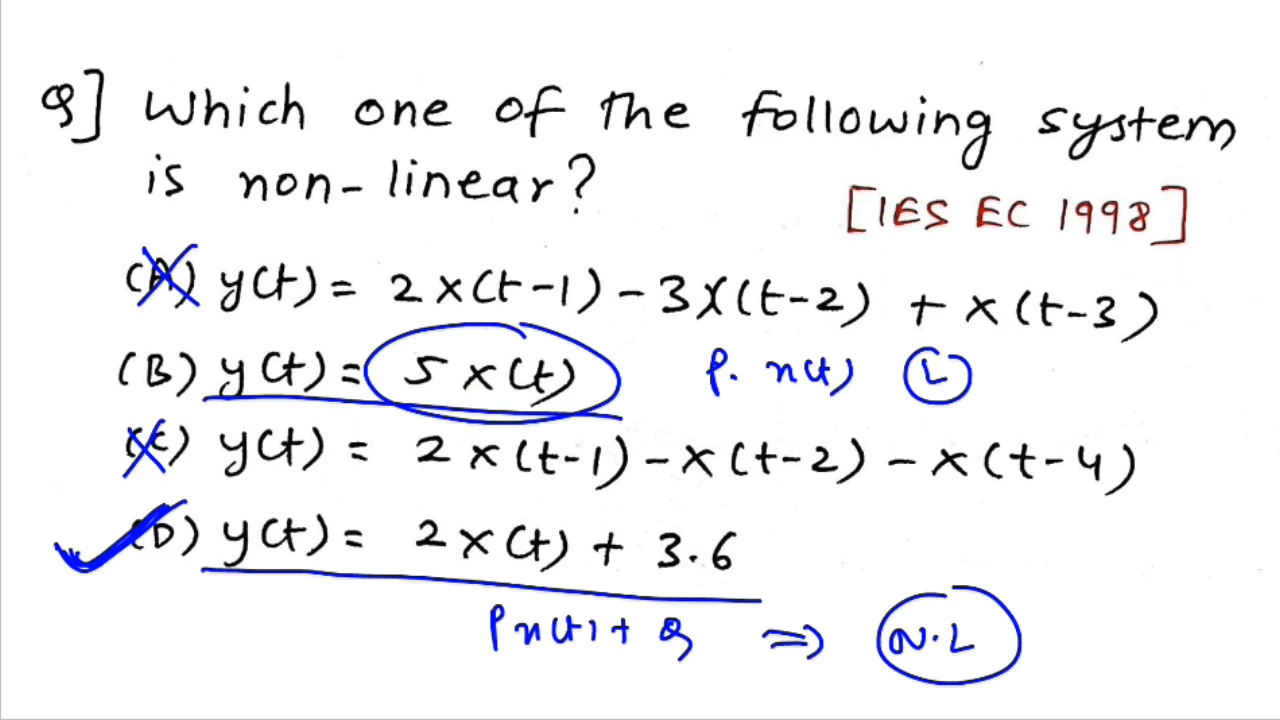 Q] Which one of the following system
is non-linear?
[IES EC 1998]
(A) y(t) = 2x(t-1) - 3x(t-2) + x(t-3)
(B) y(t) = 5x(t) P. x(t) L
(C) y(t) = 2x(t-1) - x(t-2) - x(t-4)
(D) y(t) = 2x(t) + 3.6
P x(t) + Q ⇒ N.L